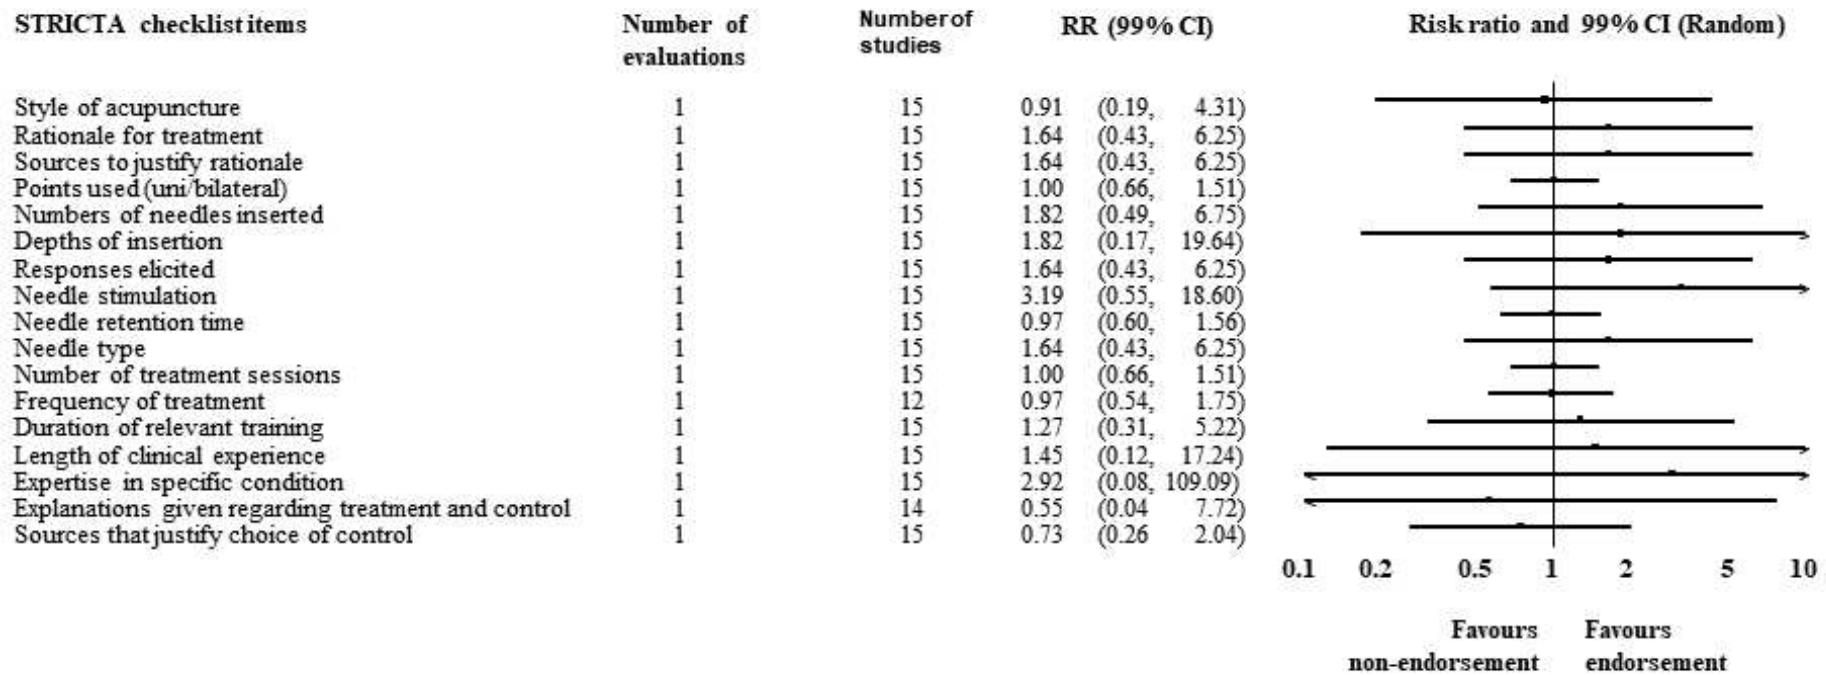 STRICTA checklist items Number of evaluations Number of studies RR (99% CI) Risk ratio and 99% CI (Random)
Style of acupuncture 1 15 0.91 (0.19, 4.31)
Rationale for treatment 1 15 1.64 (0.43, 6.25)
Sources to justify rationale 1 15 1.64 (0.43, 6.25)
Points used (uni/bilateral) 1 15 1.00 (0.66, 1.51)
Numbers of needles inserted 1 15 1.82 (0.49, 6.75)
Depths of insertion 1 15 1.82 (0.17, 19.64)
Responses elicited 1 15 1.64 (0.43, 6.25)
Needle stimulation 1 15 3.19 (0.55, 18.60)
Needle retention time 1 15 0.97 (0.60, 1.56)
Needle type 1 15 1.64 (0.43, 6.25)
Number of treatment sessions 1 15 1.00 (0.66, 1.51)
Frequency of treatment 1 12 0.97 (0.54, 1.75)
Duration of relevant training 1 15 1.27 (0.31, 5.22)
Length of clinical experience 1 15 1.45 (0.12, 17.24)
Expertise in specific condition 1 15 2.92 (0.08, 109.09)
Explanations given regarding treatment and control 1 14 0.55 (0.04 7.72)
Sources that justify choice of control 1 15 0.73 (0.26 2.04)
0.1 0.2 0.5 1 2 5 10
Favours non-endorsement Favours endorsement